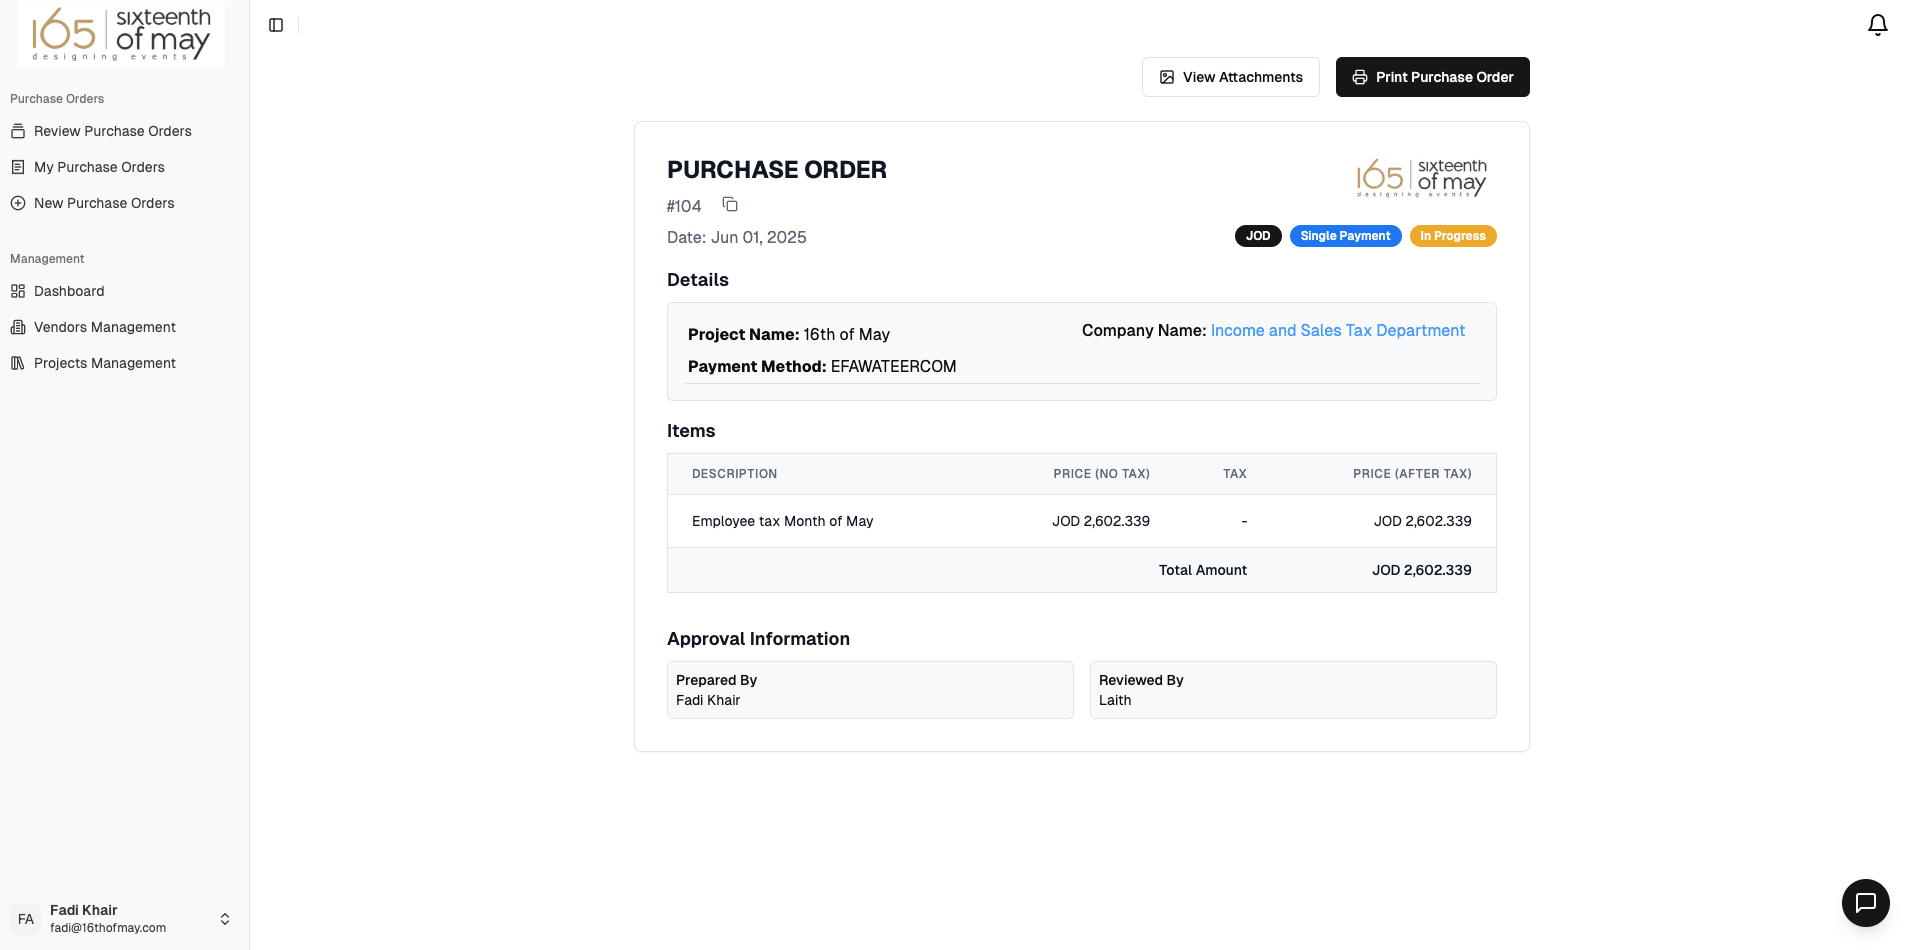 165 sixteenth of may
designing events
Purchase Orders
Review Purchase Orders
My Purchase Orders
New Purchase Orders
Management
Dashboard
Vendors Management
Projects Management
FA
Fadi Khair
fadi@16thofmay.com
View Attachments
Print Purchase Order
PURCHASE ORDER
#104
Date: Jun 01, 2025
165 sixteenth of may
designing events
JOD Single Payment In Progress
Details
Project Name: 16th of May
Company Name: Income and Sales Tax Department
Payment Method: EFAWATEERCOM
Items
DESCRIPTION PRICE (NO TAX) TAX PRICE (AFTER TAX)
Employee tax Month of May JOD 2,602.339 - JOD 2,602.339
Total Amount JOD 2,602.339
Approval Information
Prepared By
Fadi Khair
Reviewed By
Laith